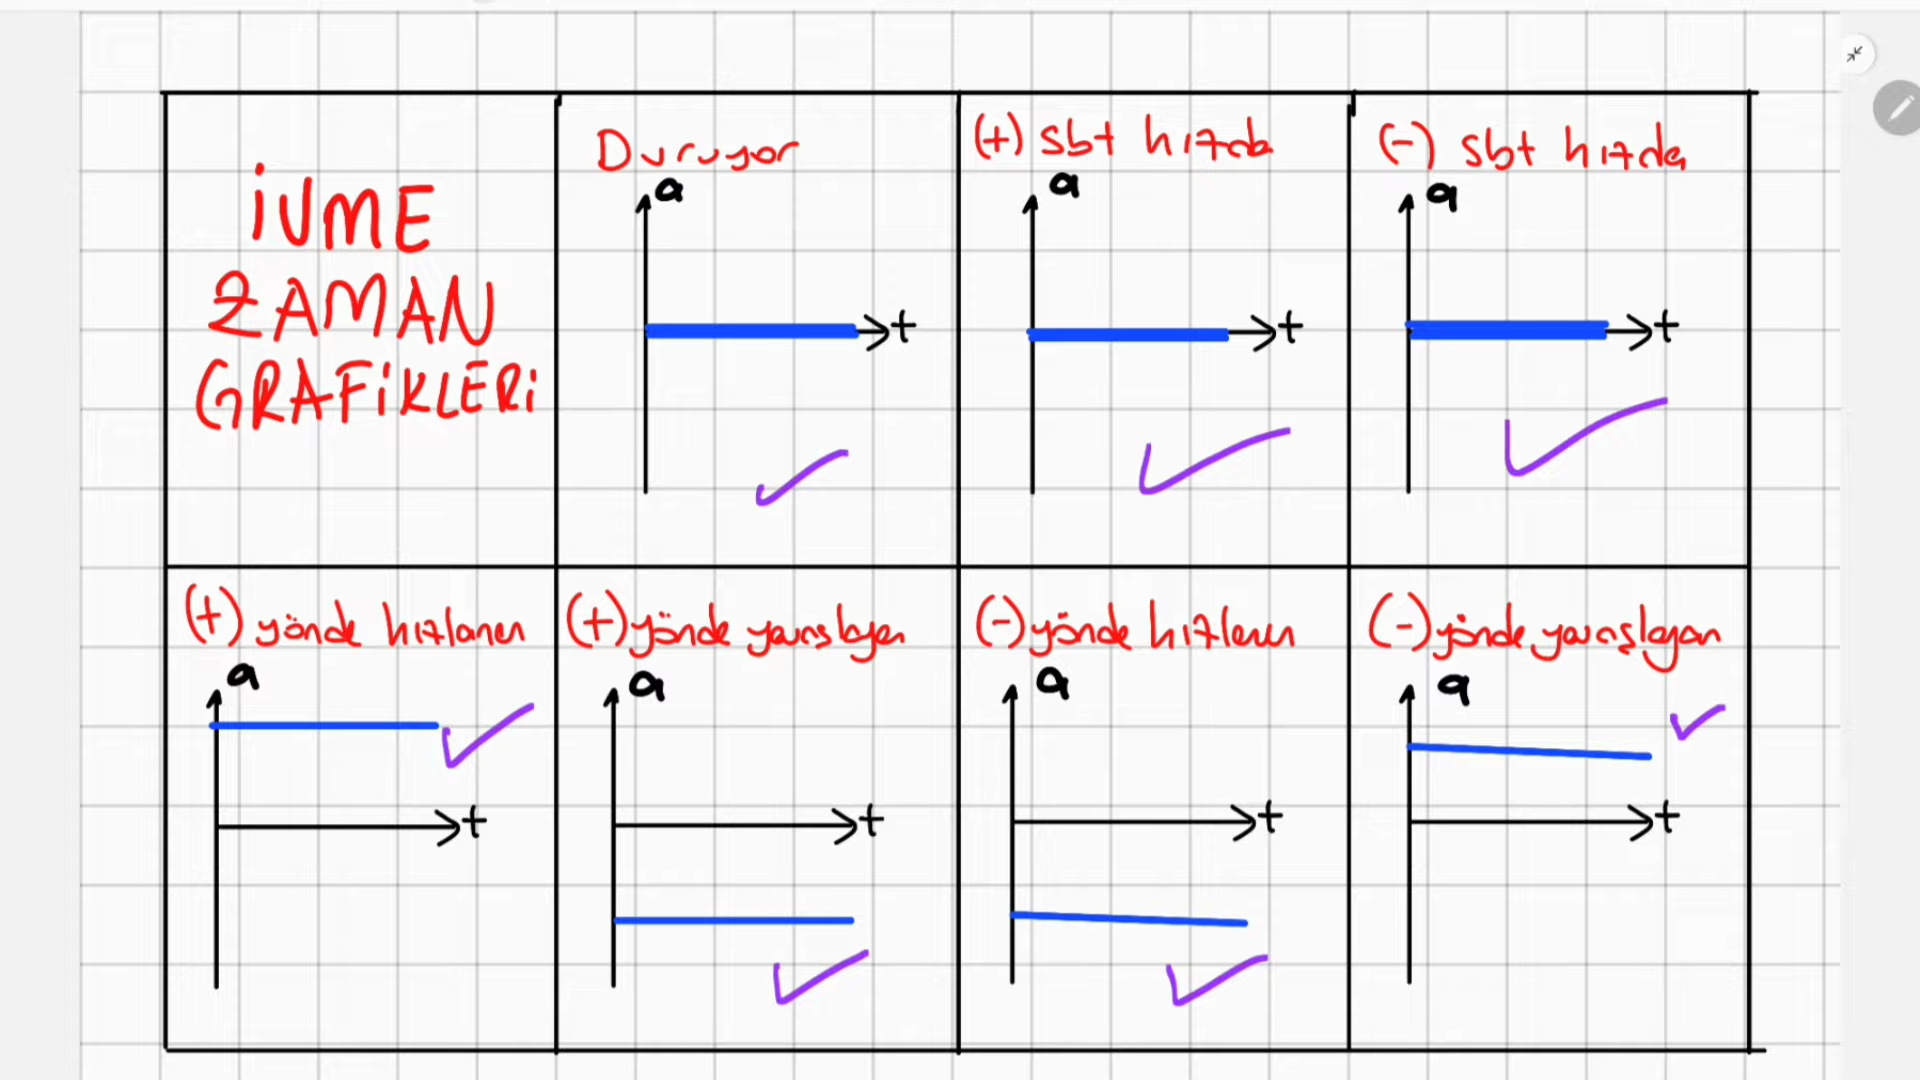 İVME
ZAMAN
GRAFİKLERİ
Duruyor
a
t
(+) sbt hızda
a
t
(-) sbt hızda
a
t
(+) yönde hızlanan
a
t
(+) yönde yavaşlayan
a
t
(-) yönde hızlanan
a
t
(-) yönde yavaşlayan
a
t